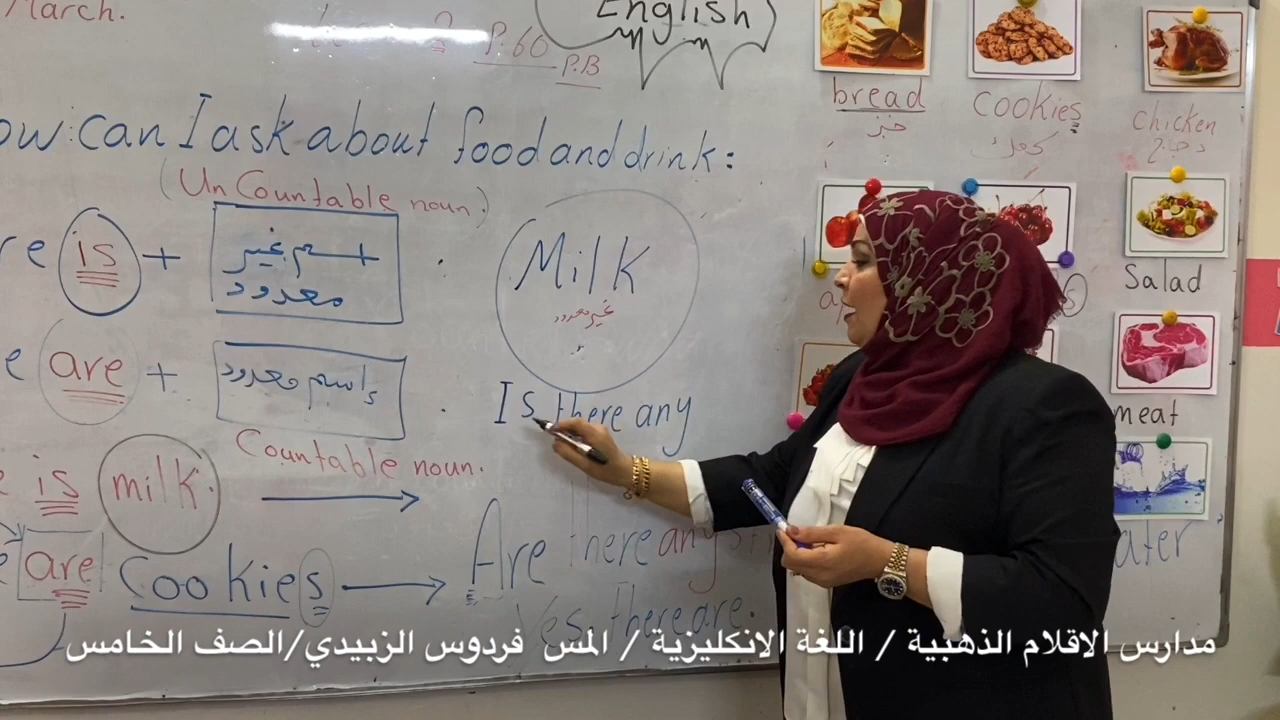 March.
English
P.60
P.B
bread
خبز
cookies
كعك
chicken
دجاج
ow can I ask about food and drink:
(UnCountable noun.)
re is + اسم غير معدود
Milk
غير معدود
Salad
e are + إسم معدود
Is there any
meat
Countable noun.
e is milk.
e are Cookies
Are there any
Yes, there are.
ater
مدارس الاقلام الذهبية / اللغة الانكليزية / المس فردوس الزبيدي/الصف الخامس